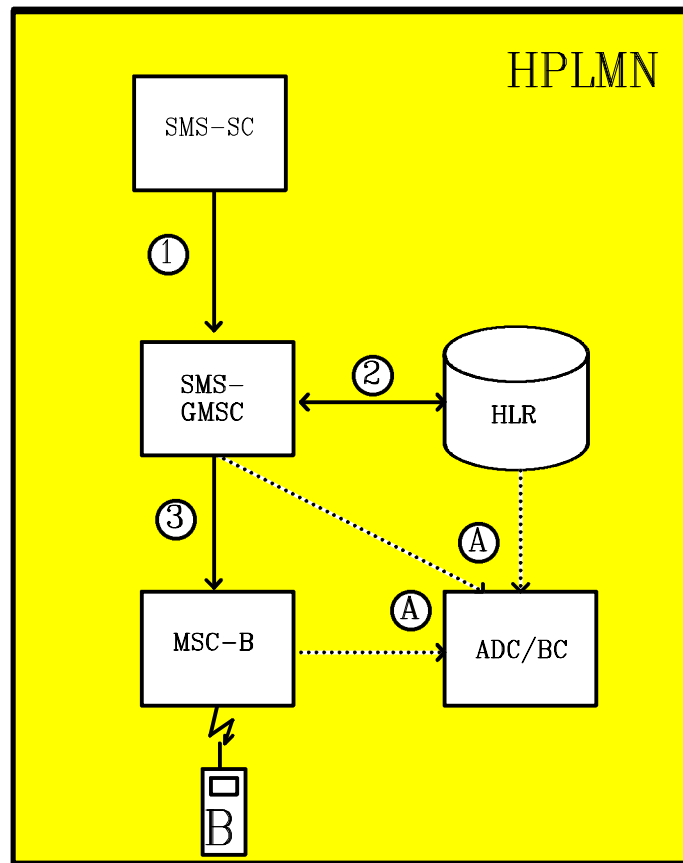 HPLMN
SMS-SC
1
SMS-
GMSC
2
HLR
3
A
A
MSC-B
ADC/BC
B